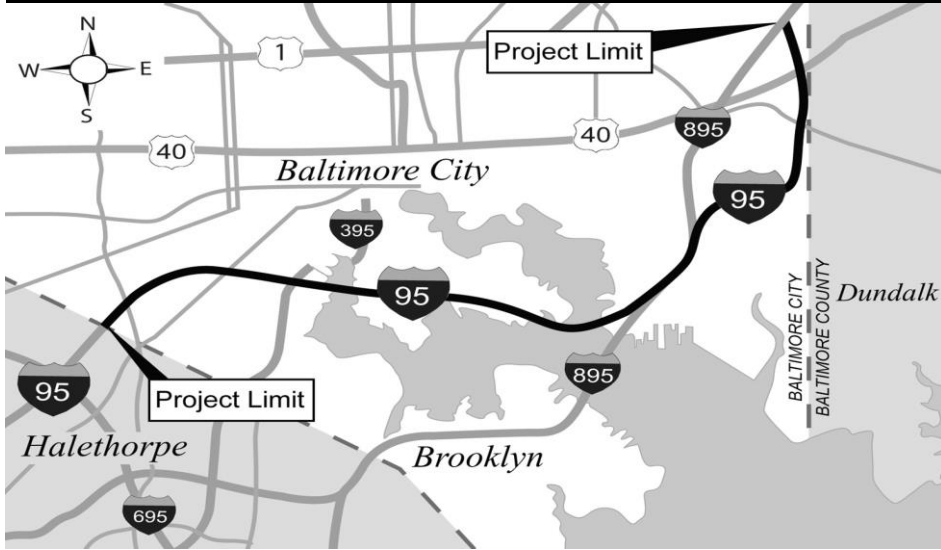 N
W E
S
1
Project Limit
40
40
895
Baltimore City
95
395
95
Dundalk
BALTIMORE CITY
BALTIMORE COUNTY
895
95
Project Limit
Halethorpe
Brooklyn
695